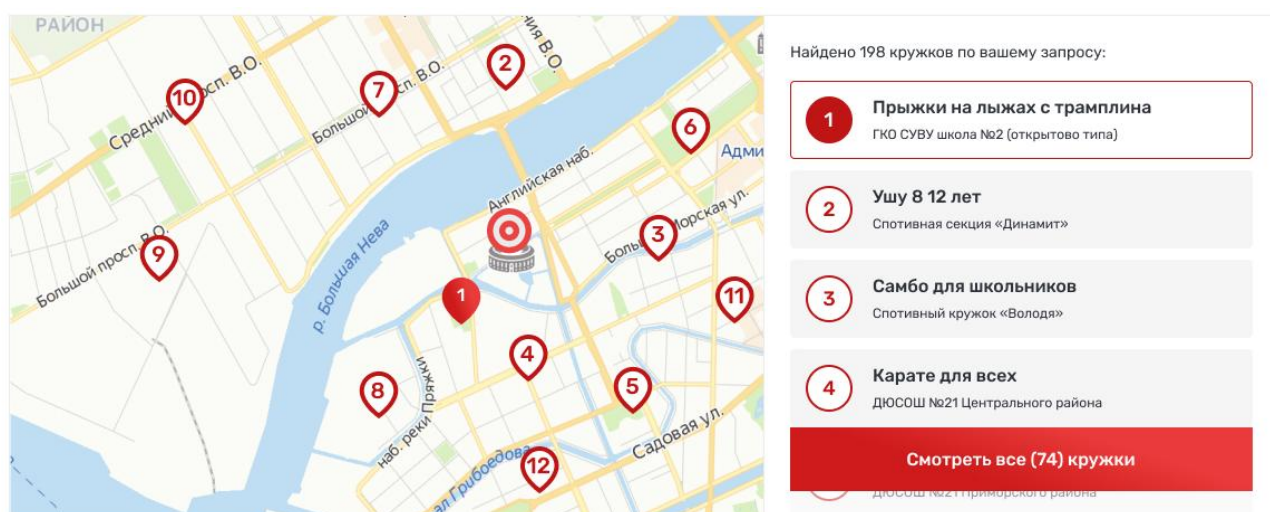 РАЙОН
Средний просп. В.О.
Большой просп. В.О.
ния В.О.
10
7
2
6
Адми
Английская наб.
Большая Морская ул.
3
Большой просп. В.О.
9
р. Большая Нева
1
11
4
8
5
наб. реки Пряжки
Садовая ул.
ал Грибоедова
12
Найдено 198 кружков по вашему запросу:
1
Прыжки на лыжах с трамплина
ГКО СУВУ школа №2 (открытово типа)
2
Ушу 8 12 лет
Спотивная секция «Динамит»
3
Самбо для школьников
Спотивный кружок «Володя»
4
Карате для всех
ДЮСОШ №21 Центрального района
Смотреть все (74) кружки
ДЮСОШ №21 Приморского района